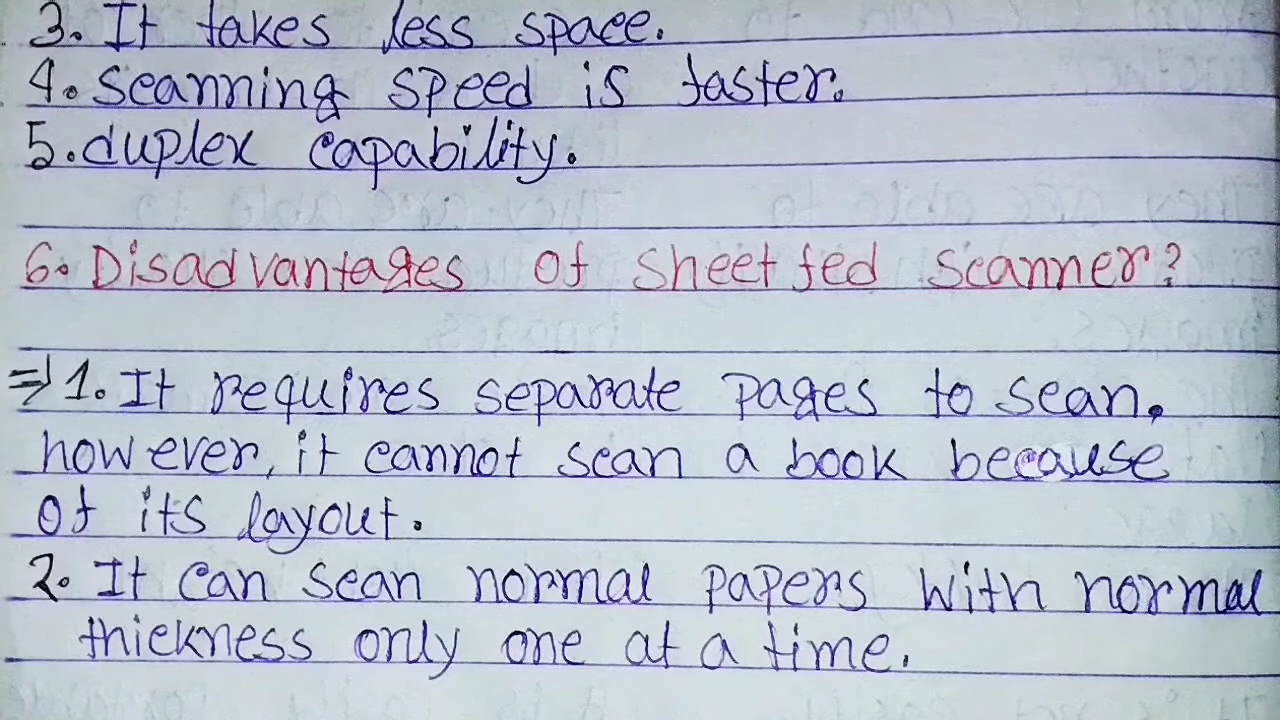 3. It takes less space.
4. Scanning speed is faster.
5. duplex capability.
6. Disadvantages of sheetfed scanner?
⇒ 1. It requires separate pages to scan.
however, it cannot scan a book because
of its layout.
2. It can scan normal papers with normal
thickness only one at a time.